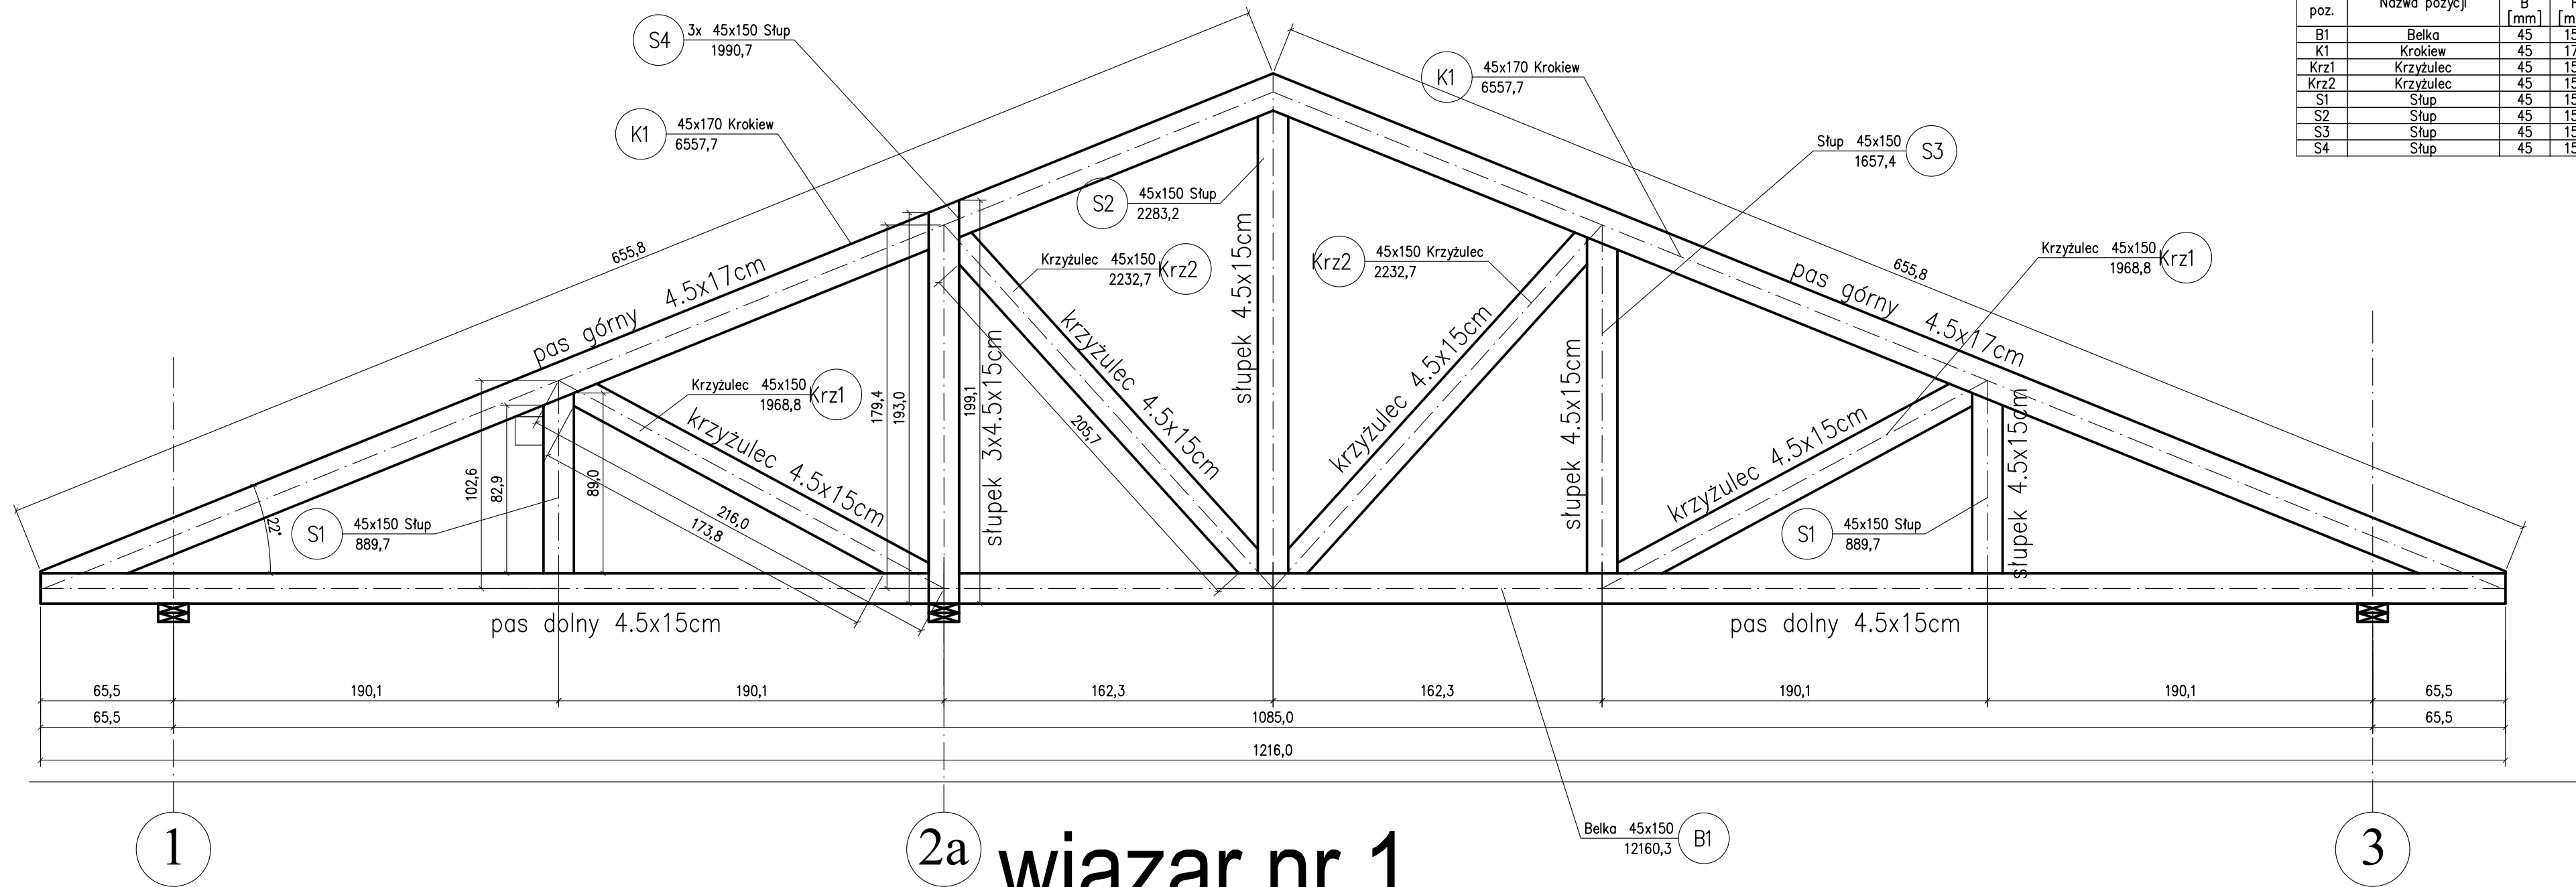 poz. Nazwa pozycji B
[mm]
B1 Belka 45
K1 Krokiew 45
Krz1 Krzyżulec 45
Krz2 Krzyżulec 45
S1 Słup 45
S2 Słup 45
S3 Słup 45
S4 Słup 45
S4 3x 45x150 Słup
1990,7
K1 45x170 Krokiew
6557,7
K1 45x170 Krokiew
6557,7
Słup 45x150 S3
1657,4
S2 45x150 Słup
2283,2
655,8
655,8
Krzyżulec 45x150 Krz2
2232,7
Krz2 45x150 Krzyżulec
2232,7
Krzyżulec 45x150 Krz1
1968,8
pas górny 4.5x17cm
pas górny 4.5x17cm
Krzyżulec 45x150 Krz1
1968,8
krzyżulec 4.5x15cm
krzyżulec 4.5x15cm
krzyżulec 4.5x15cm
krzyżulec 4.5x15cm
słupek 3x4.5x15cm
słupek 4.5x15cm
słupek 4.5x15cm
słupek 4.5x15cm
102,6
82,9
89,0
179,4
193,0
199,1
205,7
216,0
173,8
22°
S1 45x150 Słup
889,7
S1 45x150 Słup
889,7
pas dolny 4.5x15cm
pas dolny 4.5x15cm
65,5 190,1 190,1 162,3 162,3 190,1 190,1 65,5
65,5 1085,0 65,5
1216,0
Belka 45x150 B1
12160,3
1 2a 3
wiazar nr 1